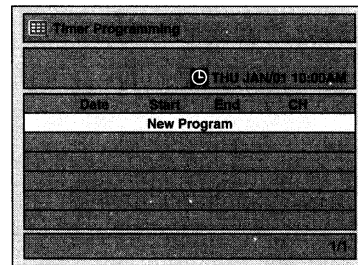 Timer Programming
THU JAN/01 10:00AM
Date Start End CH
New Program
1/1